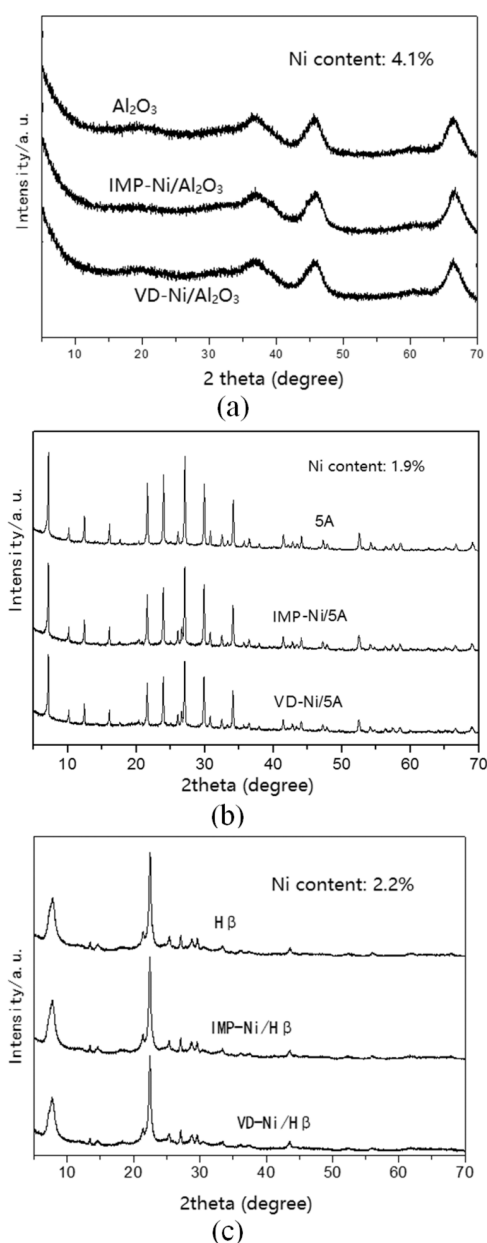 Ni content: 4.1%
Al₂O₃
IMP-Ni/Al₂O₃
VD-Ni/Al₂O₃
Intensity/a. u.
10 20 30 40 50 60 70
2 theta (degree)
(a)
Ni content: 1.9%
5A
IMP-Ni/5A
VD-Ni/5A
Intensity/a. u.
10 20 30 40 50 60 70
2theta (degree)
(b)
Ni content: 2.2%
Hβ
IMP-Ni/Hβ
VD-Ni/Hβ
Intensity/a. u.
10 20 30 40 50 60 70
2theta (degree)
(c)